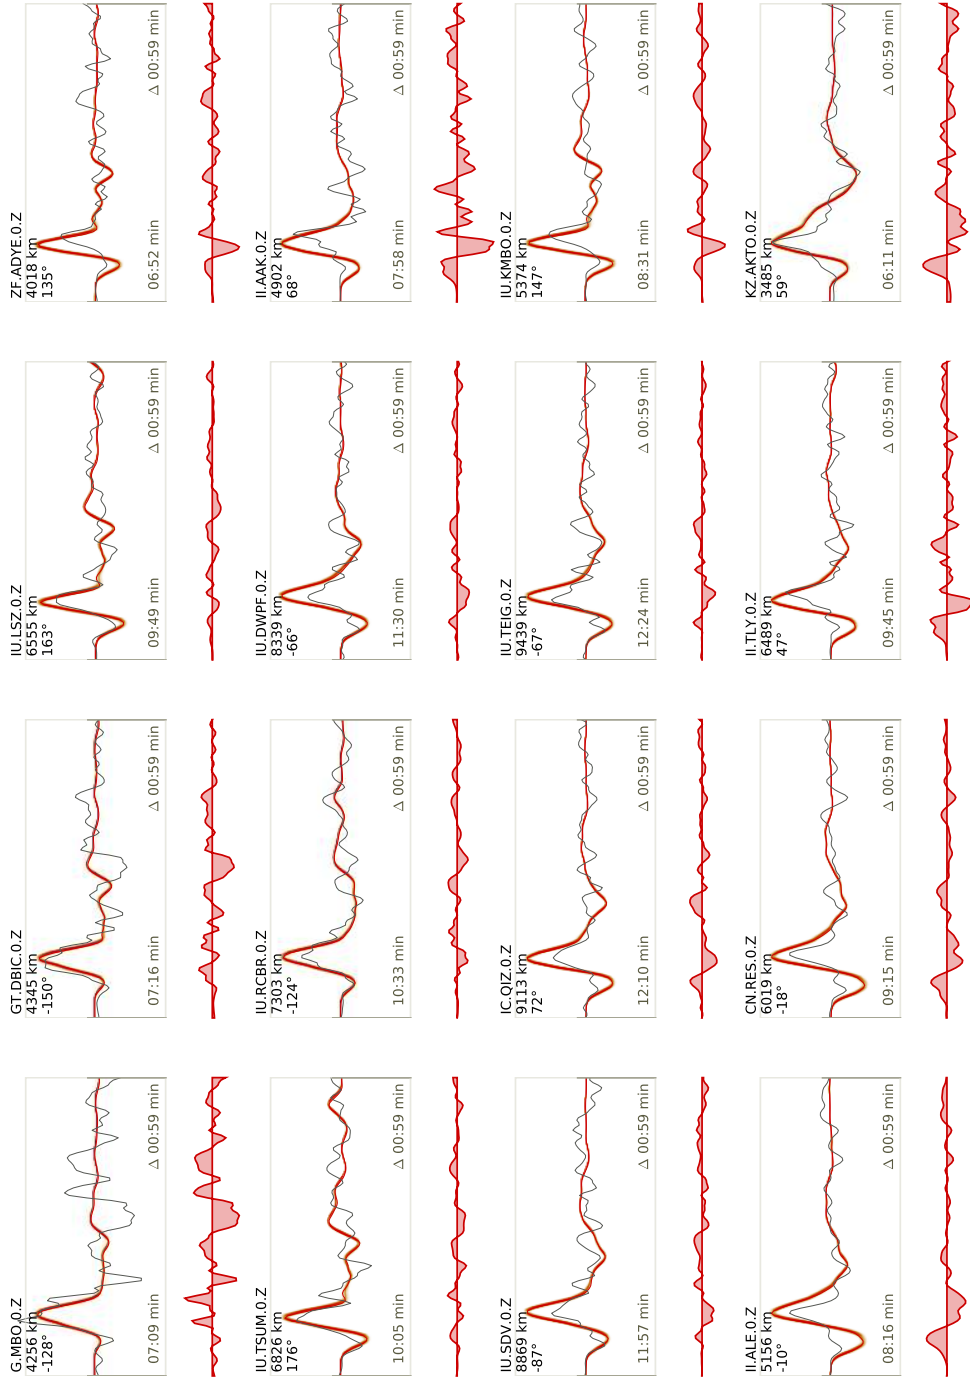 ZF.ADYE.0.Z
4018 km
135°
06:52 min
Δ 00:59 min
II.AAK.0.Z
4902 km
68°
07:58 min
Δ 00:59 min
IU.KMBO.0.Z
5374 km
147°
08:31 min
Δ 00:59 min
KZ.AKTO.0.Z
3485 km
59°
06:11 min
Δ 00:59 min
IU.LSZ.0.Z
6555 km
163°
09:49 min
Δ 00:59 min
IU.DWPF.0.Z
8339 km
-66°
11:30 min
Δ 00:59 min
IU.TEIG.0.Z
9439 km
-67°
12:24 min
Δ 00:59 min
II.TLY.0.Z
6489 km
47°
09:45 min
Δ 00:59 min
GT.DBIC.0.Z
4345 km
-150°
07:16 min
Δ 00:59 min
IU.RCBR.0.Z
7303 km
-124°
10:33 min
Δ 00:59 min
IC.QIZ.0.Z
9113 km
72°
12:10 min
Δ 00:59 min
CN.RES.0.Z
6019 km
-18°
09:15 min
Δ 00:59 min
G.MBO.0.Z
4256 km
-128°
07:09 min
Δ 00:59 min
IU.TSUM.0.Z
6826 km
176°
10:05 min
Δ 00:59 min
IU.SDV.0.Z
8869 km
-87°
11:57 min
Δ 00:59 min
II.ALE.0.Z
5156 km
-10°
08:16 min
Δ 00:59 min